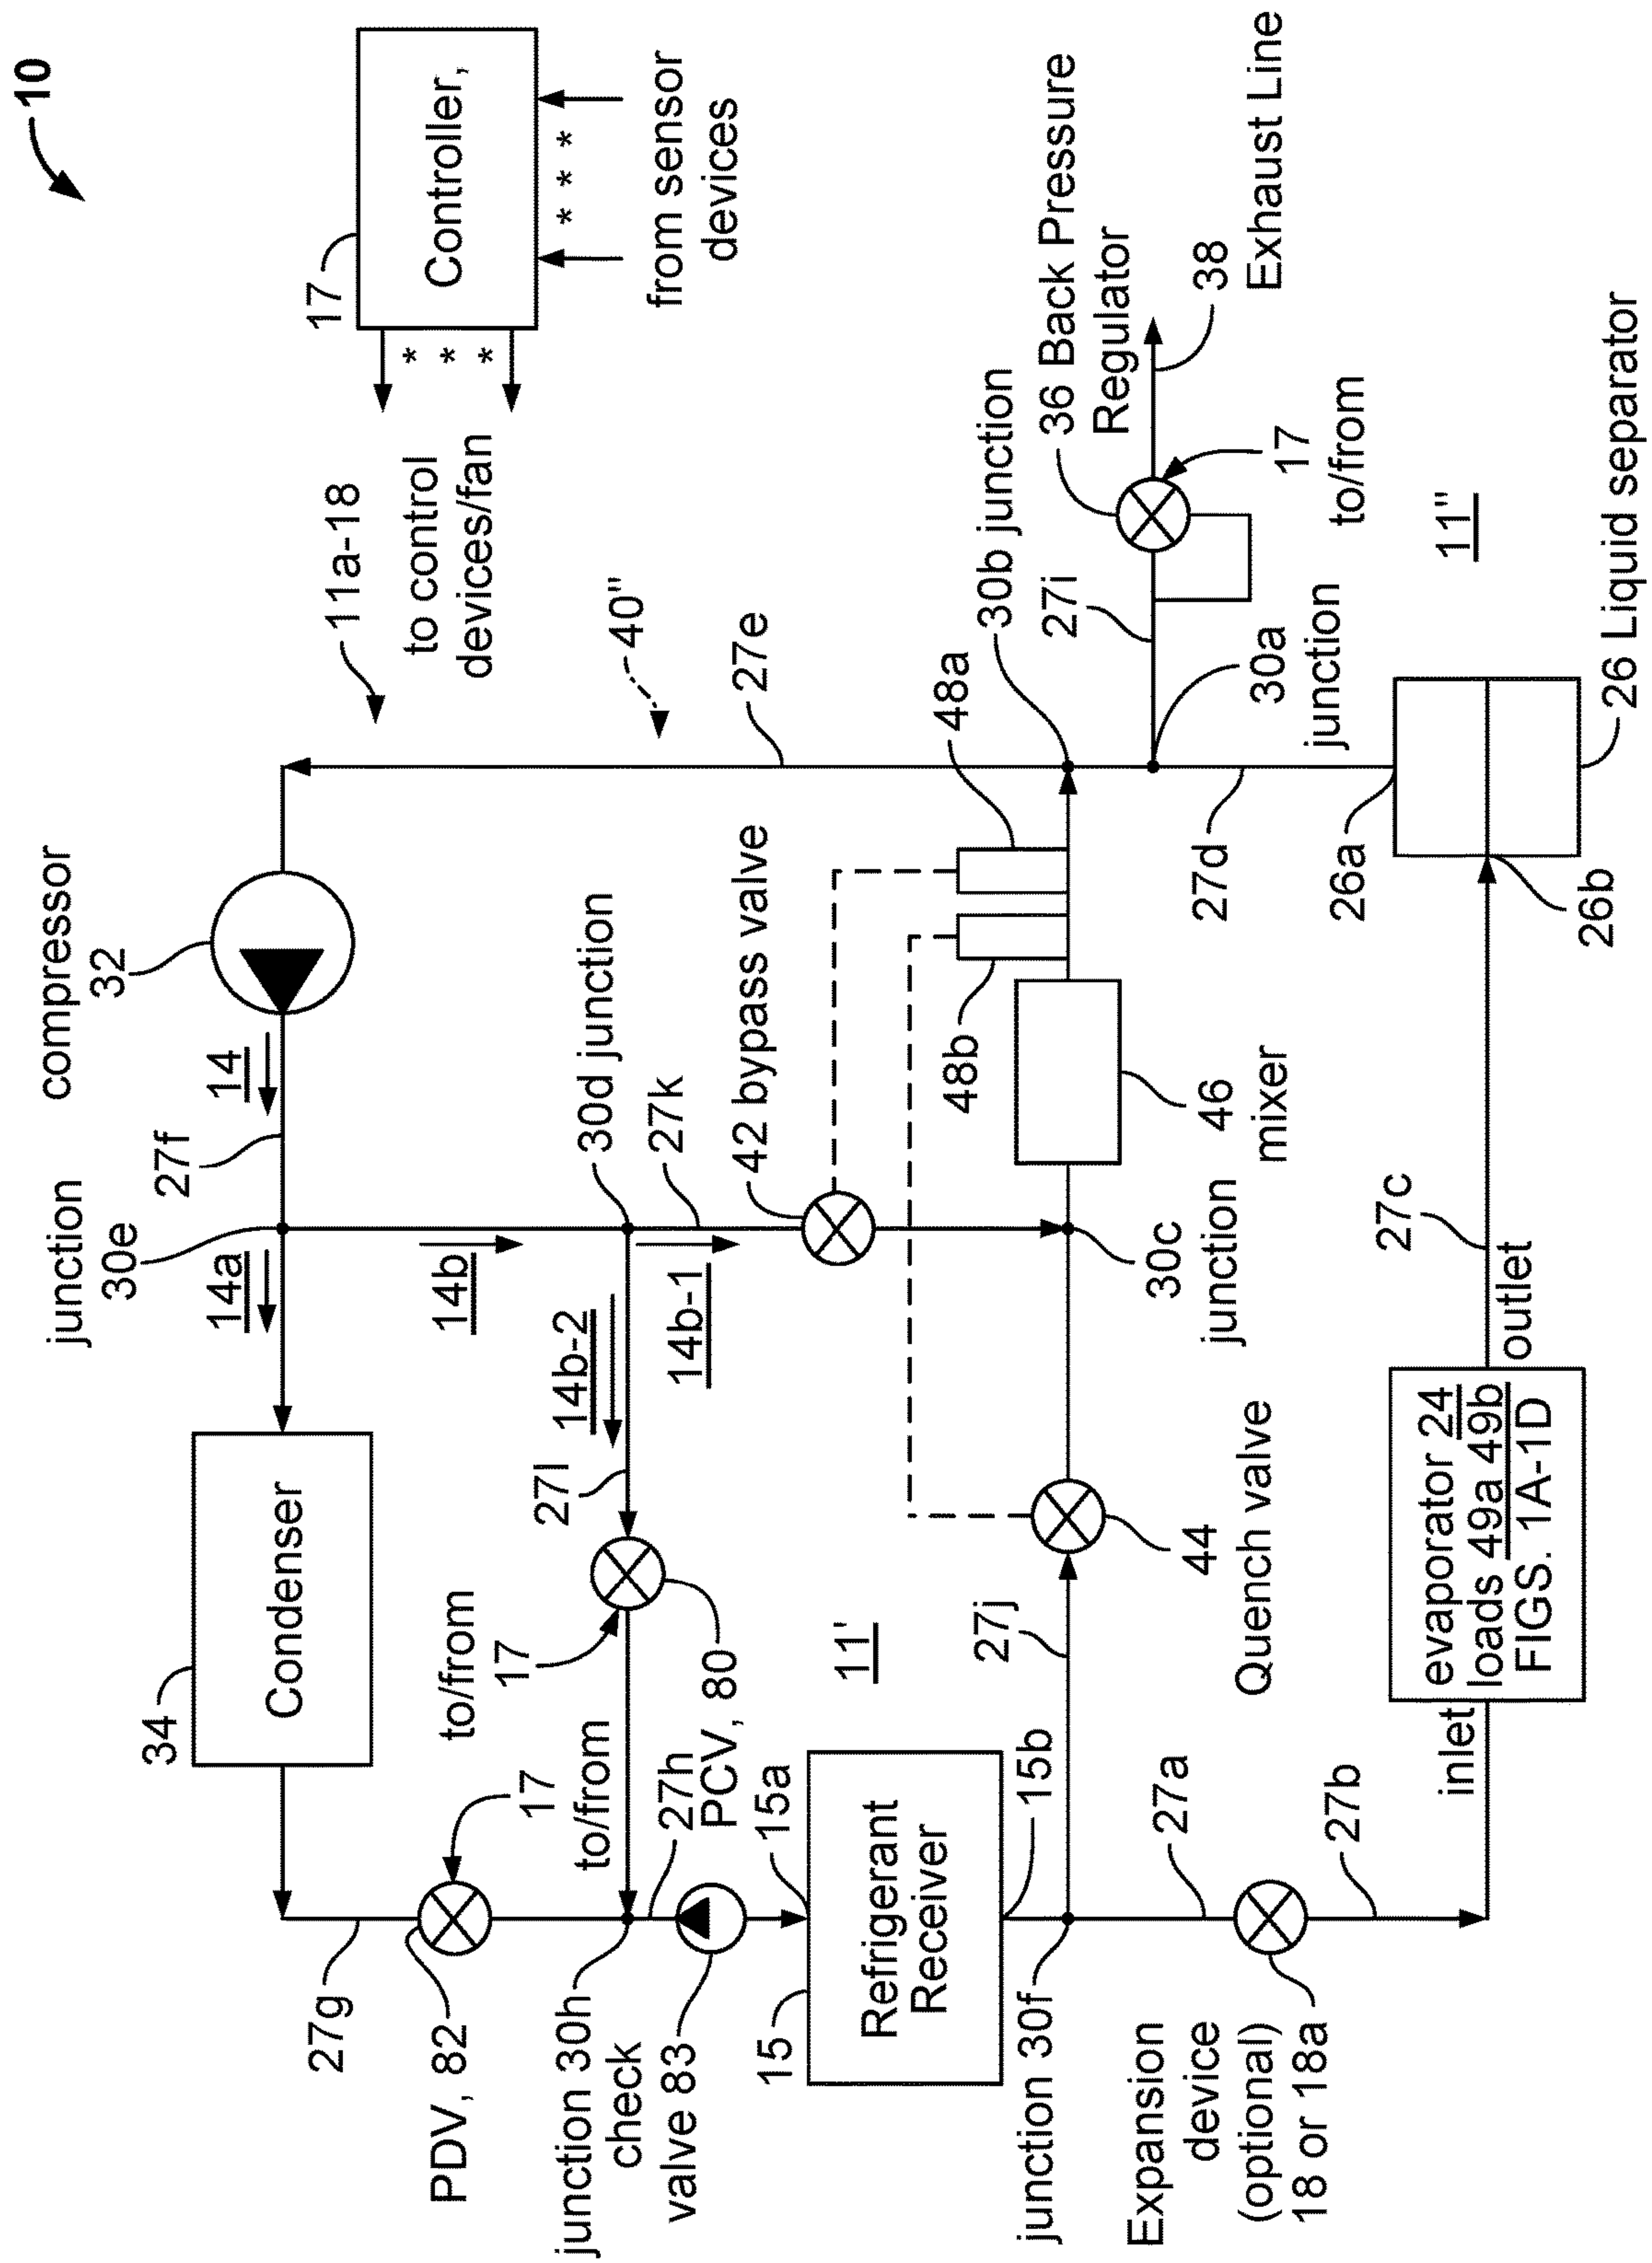 10
17
Controller,
* * *
* * *
from sensor
devices
11a-18
to control
devices/fan
40"
27e
compressor
32
14
27f
junction
30e
14a
14b
30d junction
27k
14b-1
14b-2
27l
42 bypass valve
48a
48b
46
mixer
30b junction
30a
junction
27i
36 Back Pressure
Regulator
38
Exhaust Line
17
to/from
11"
27d
26a
26b
26 Liquid separator
34
Condenser
to/from
17
PCV, 80
to/from
17
27g
PDV, 82
junction 30h
check
valve 83
27h
15a
15
Refrigerant
Receiver
15b
11'
27j
44
Quench valve
30c
junction
junction 30f
27a
Expansion
device
(optional)
18 or 18a
27b
inlet
evaporator 24
loads 49a 49b
FIGS. 1A-1D
outlet
27c